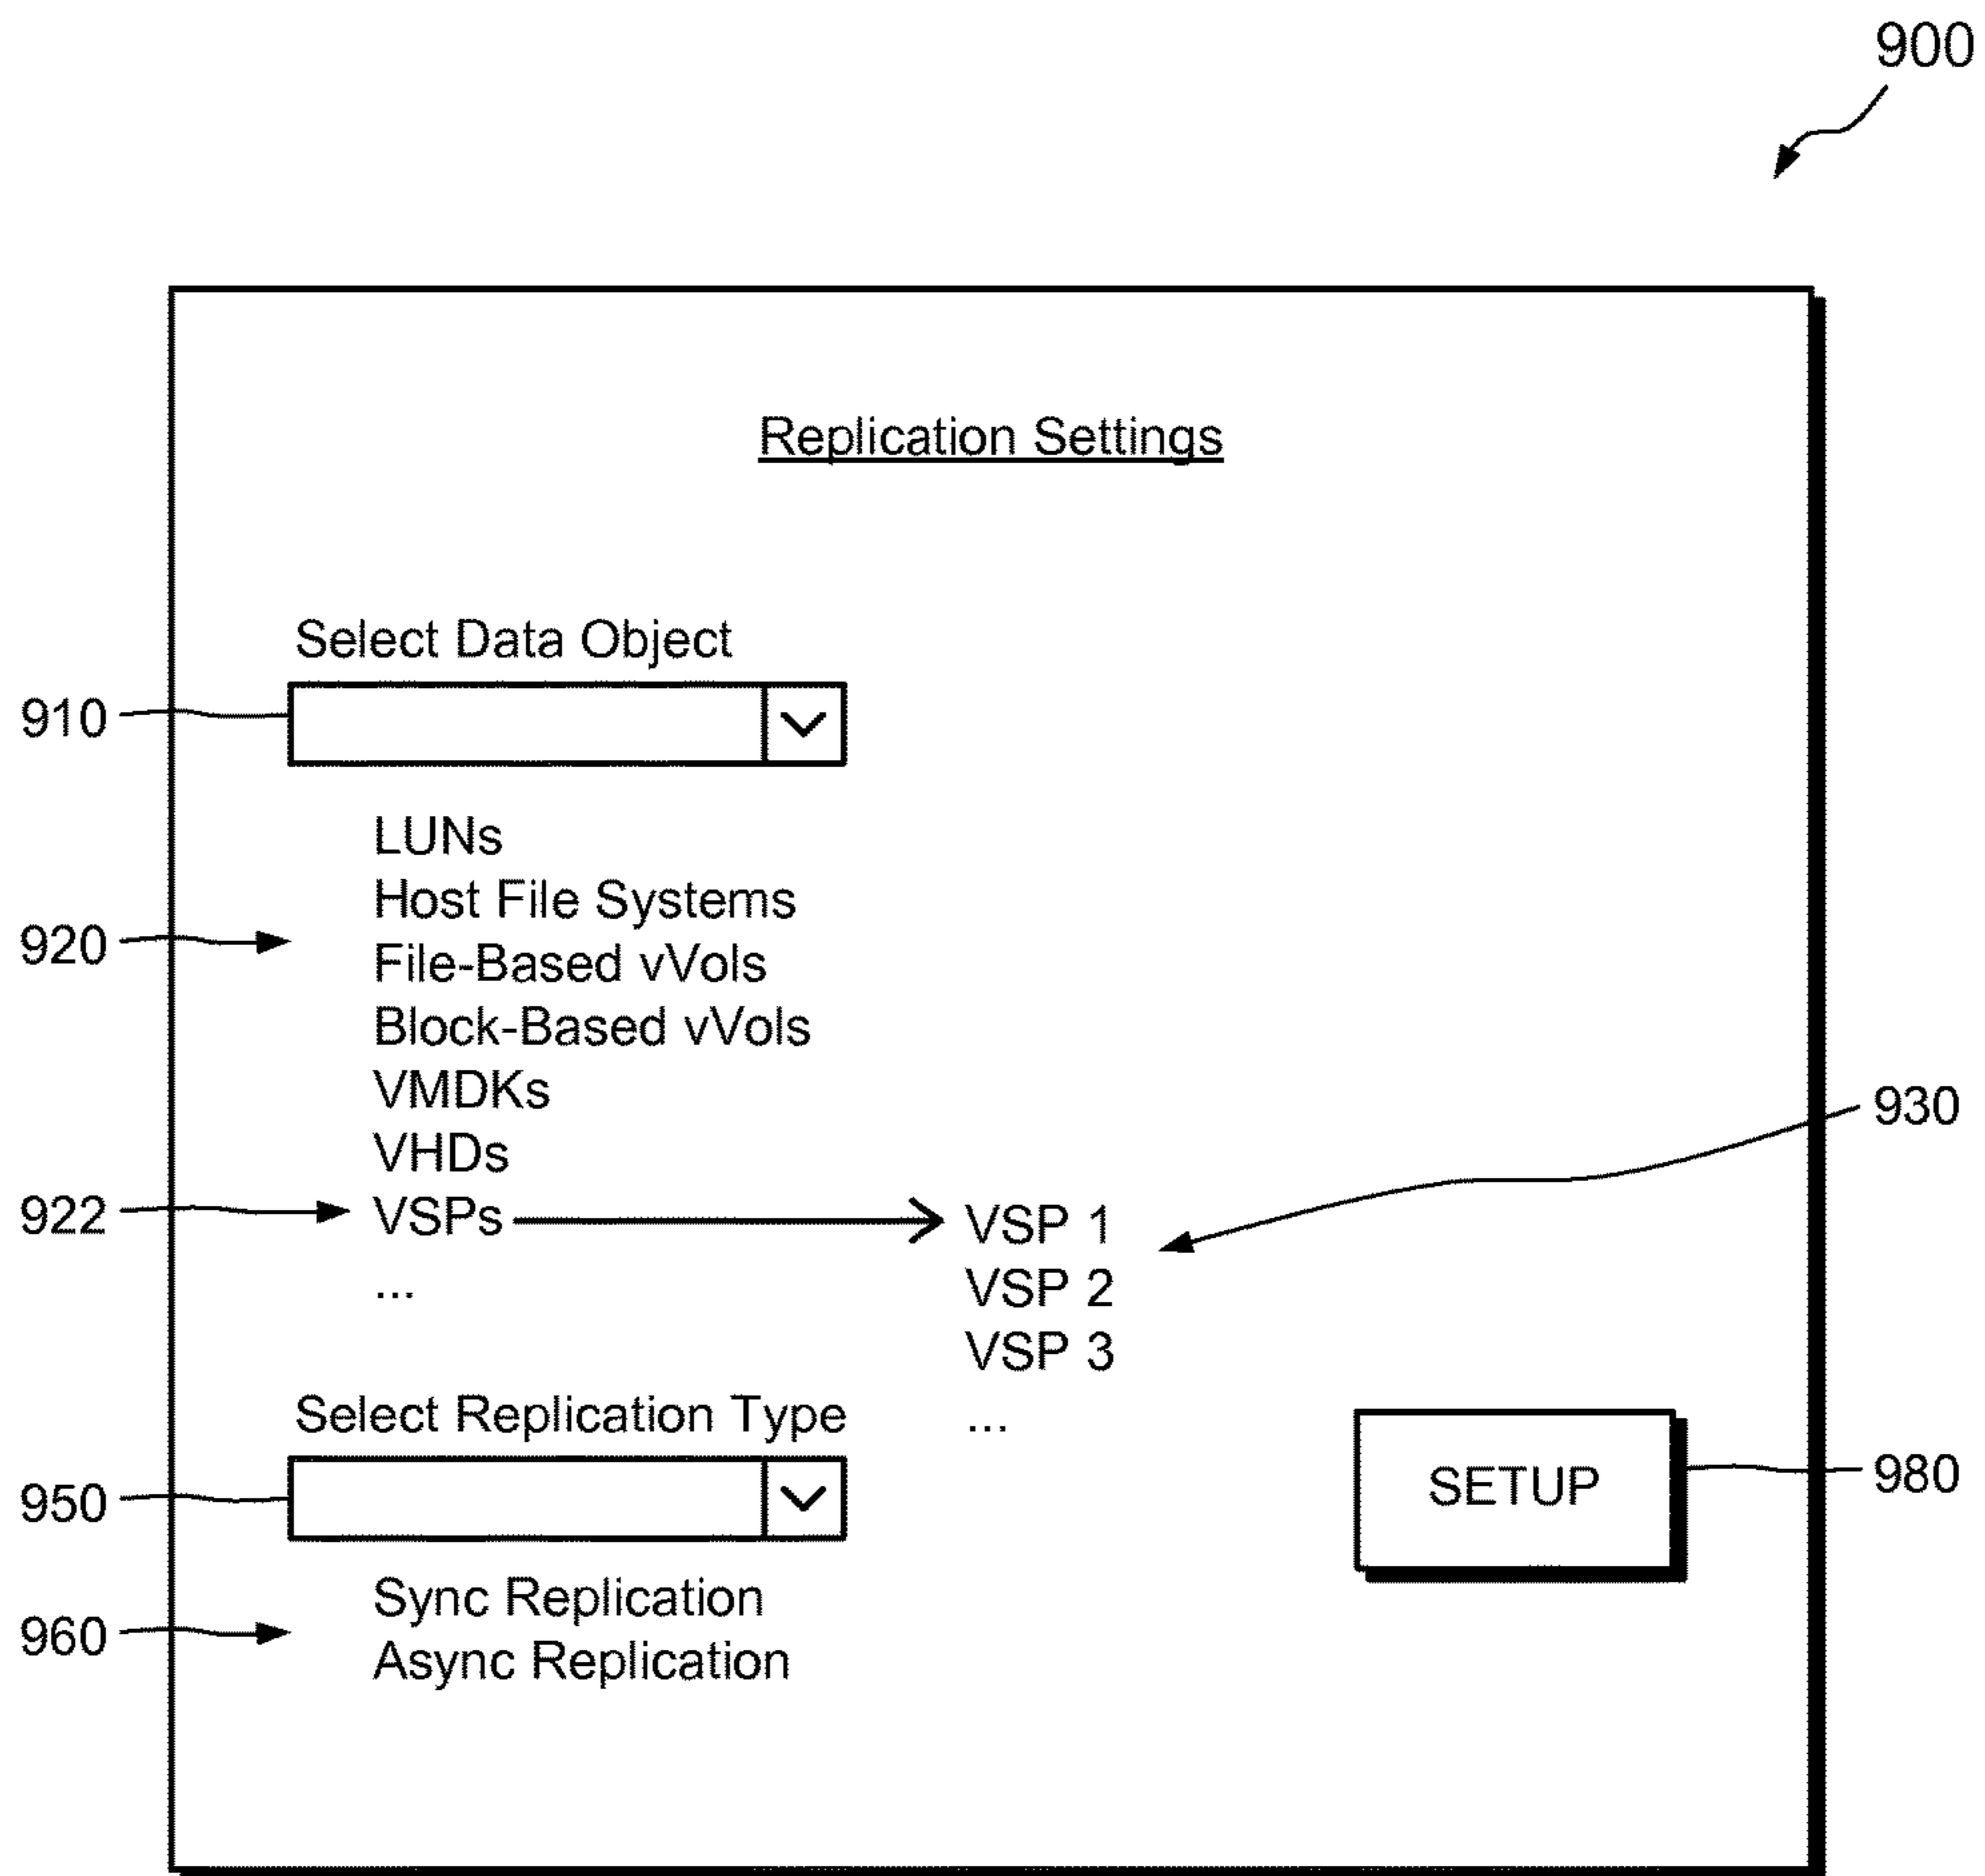 900
Replication Settings
Select Data Object
910
LUNs
Host File Systems
920
File-Based vVols
Block-Based vVols
VMDKs
930
VHDs
922
VSPs
VSP 1
...
VSP 2
VSP 3
Select Replication Type
...
950
SETUP
980
Sync Replication
960
Async Replication